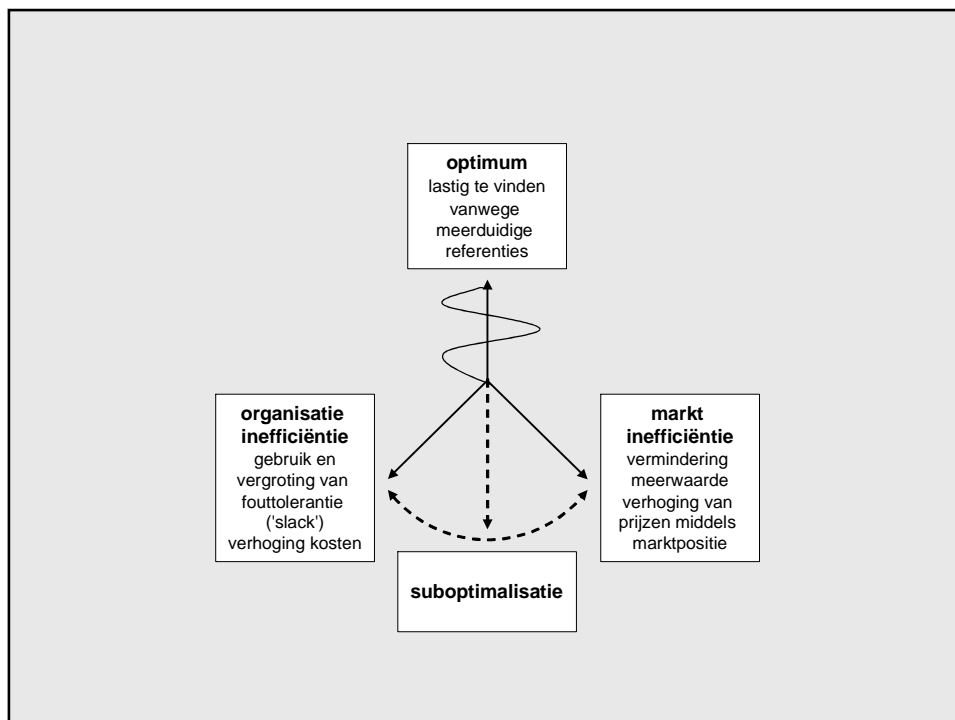 optimum
lastig te vinden
vanwege
meerduidige
referenties
organisatie
inefficiëntie
gebruik en
vergroting van
fouttolerantie
('slack')
verhoging kosten
markt
inefficiëntie
vermindering
meerwaarde
verhoging van
prijzen middels
marktpositie
suboptimalisatie